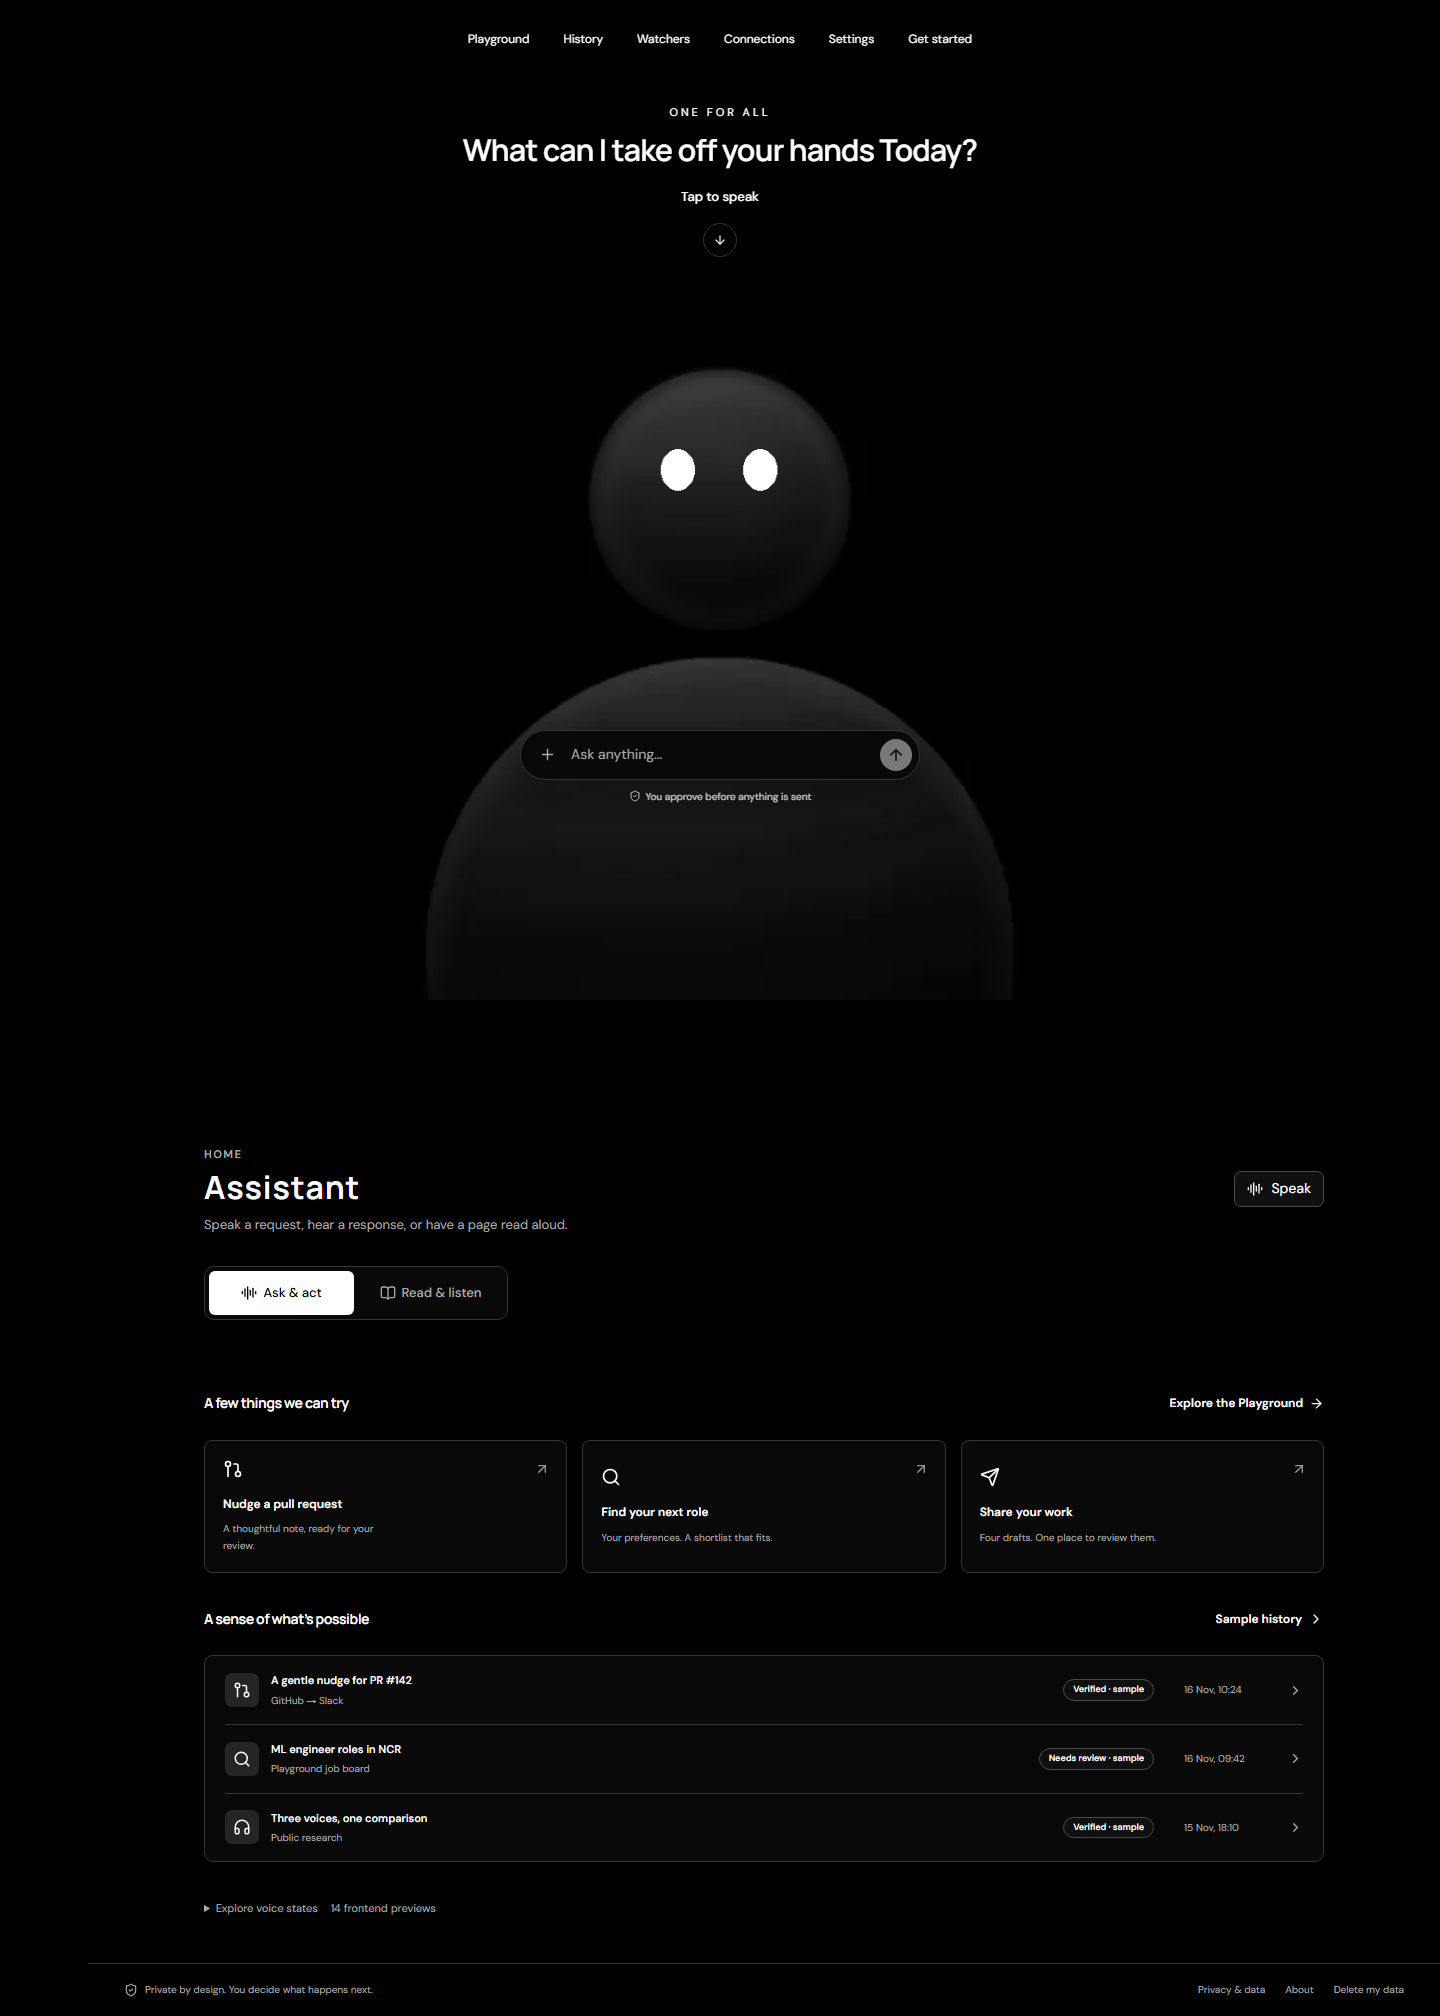 Playground History Watchers Connections Settings Get started
ONE FOR ALL
What can I take off your hands Today?
Tap to speak
Ask anything...
You approve before anything is sent
HOME
Assistant
Speak
Speak a request, hear a response, or have a page read aloud.
Ask & act Read & listen
A few things we can try
Explore the Playground
Nudge a pull request
A thoughtful note, ready for your
review.
Find your next role
Your preferences. A shortlist that fits.
Share your work
Four drafts. One place to review them.
A sense of what's possible
Sample history
A gentle nudge for PR #142
GitHub → Slack
Verified · sample
16 Nov, 10:24
ML engineer roles in NCR
Playground job board
Needs review · sample
16 Nov, 09:42
Three voices, one comparison
Public research
Verified · sample
15 Nov, 18:10
Explore voice states 14 frontend previews
Private by design. You decide what happens next.
Privacy & data About Delete my data